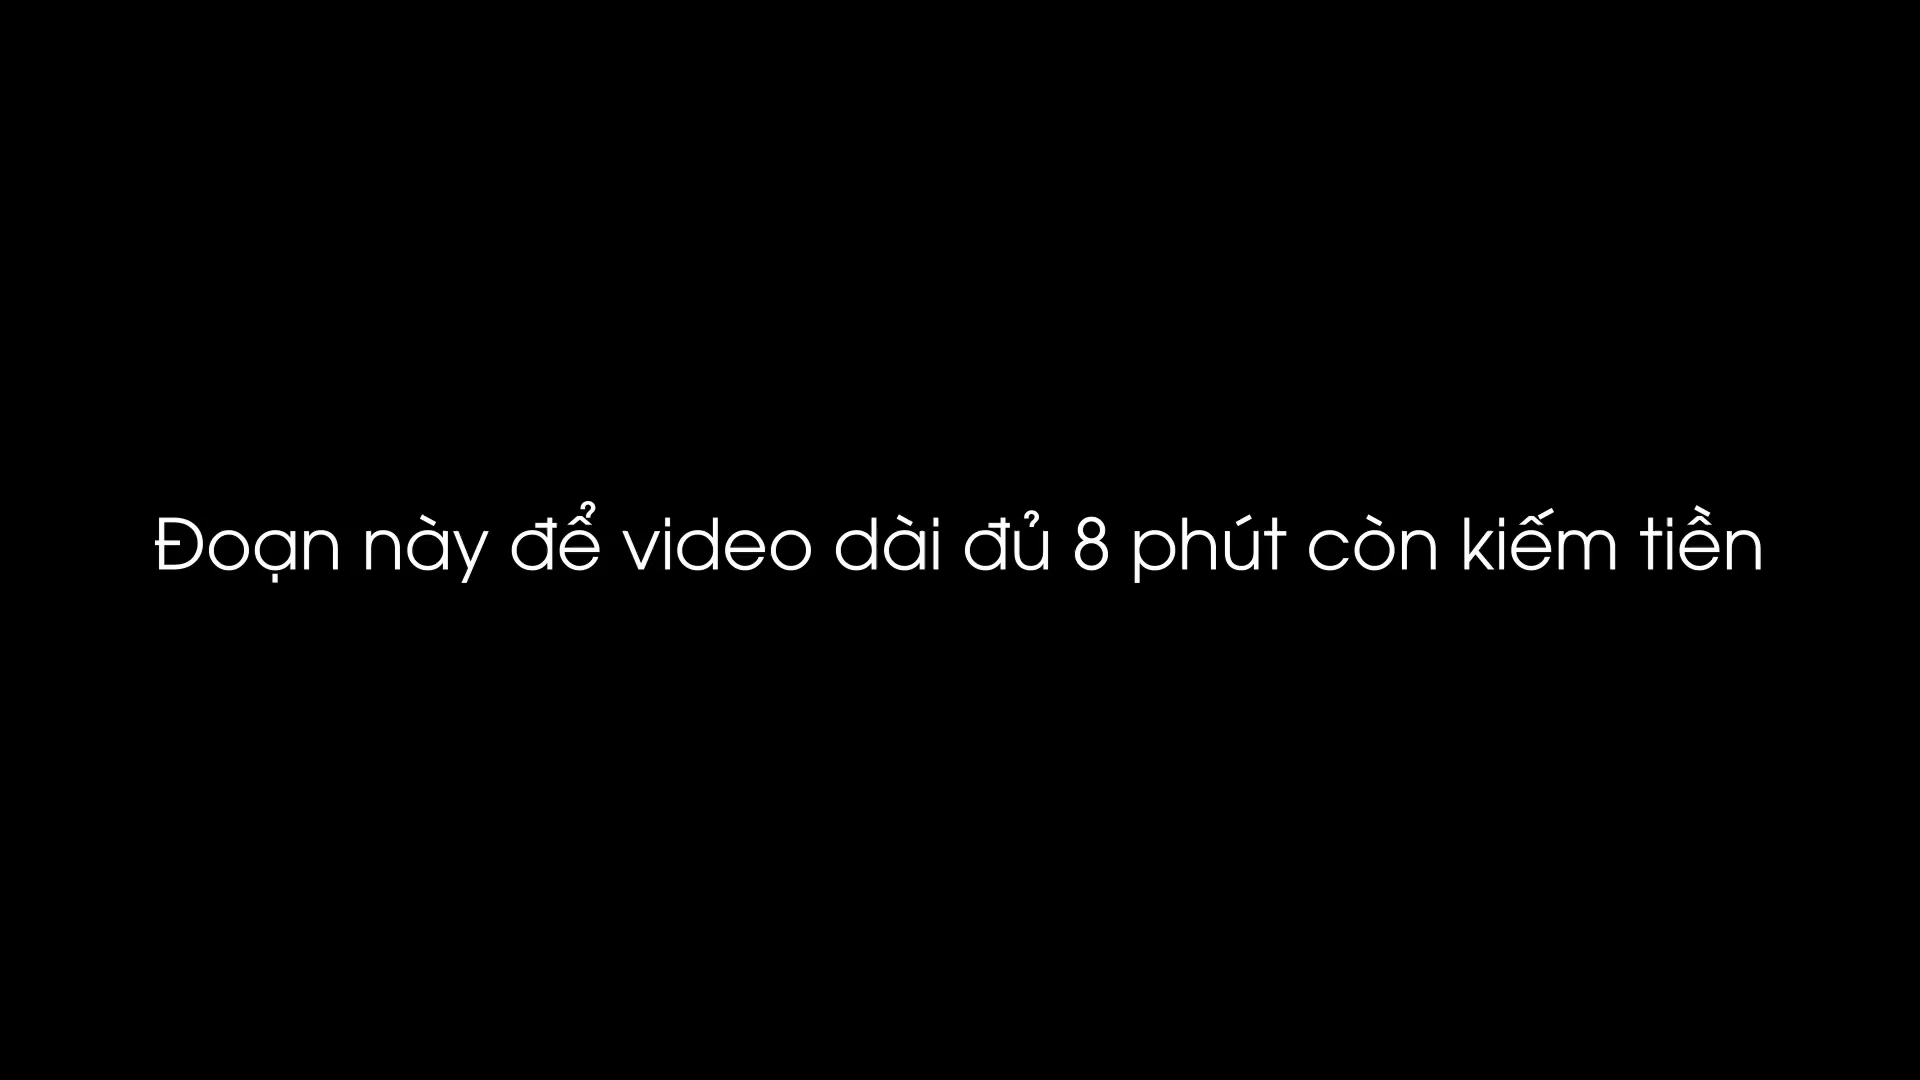 Đoạn này để video dài đủ 8 phút còn kiếm tiền